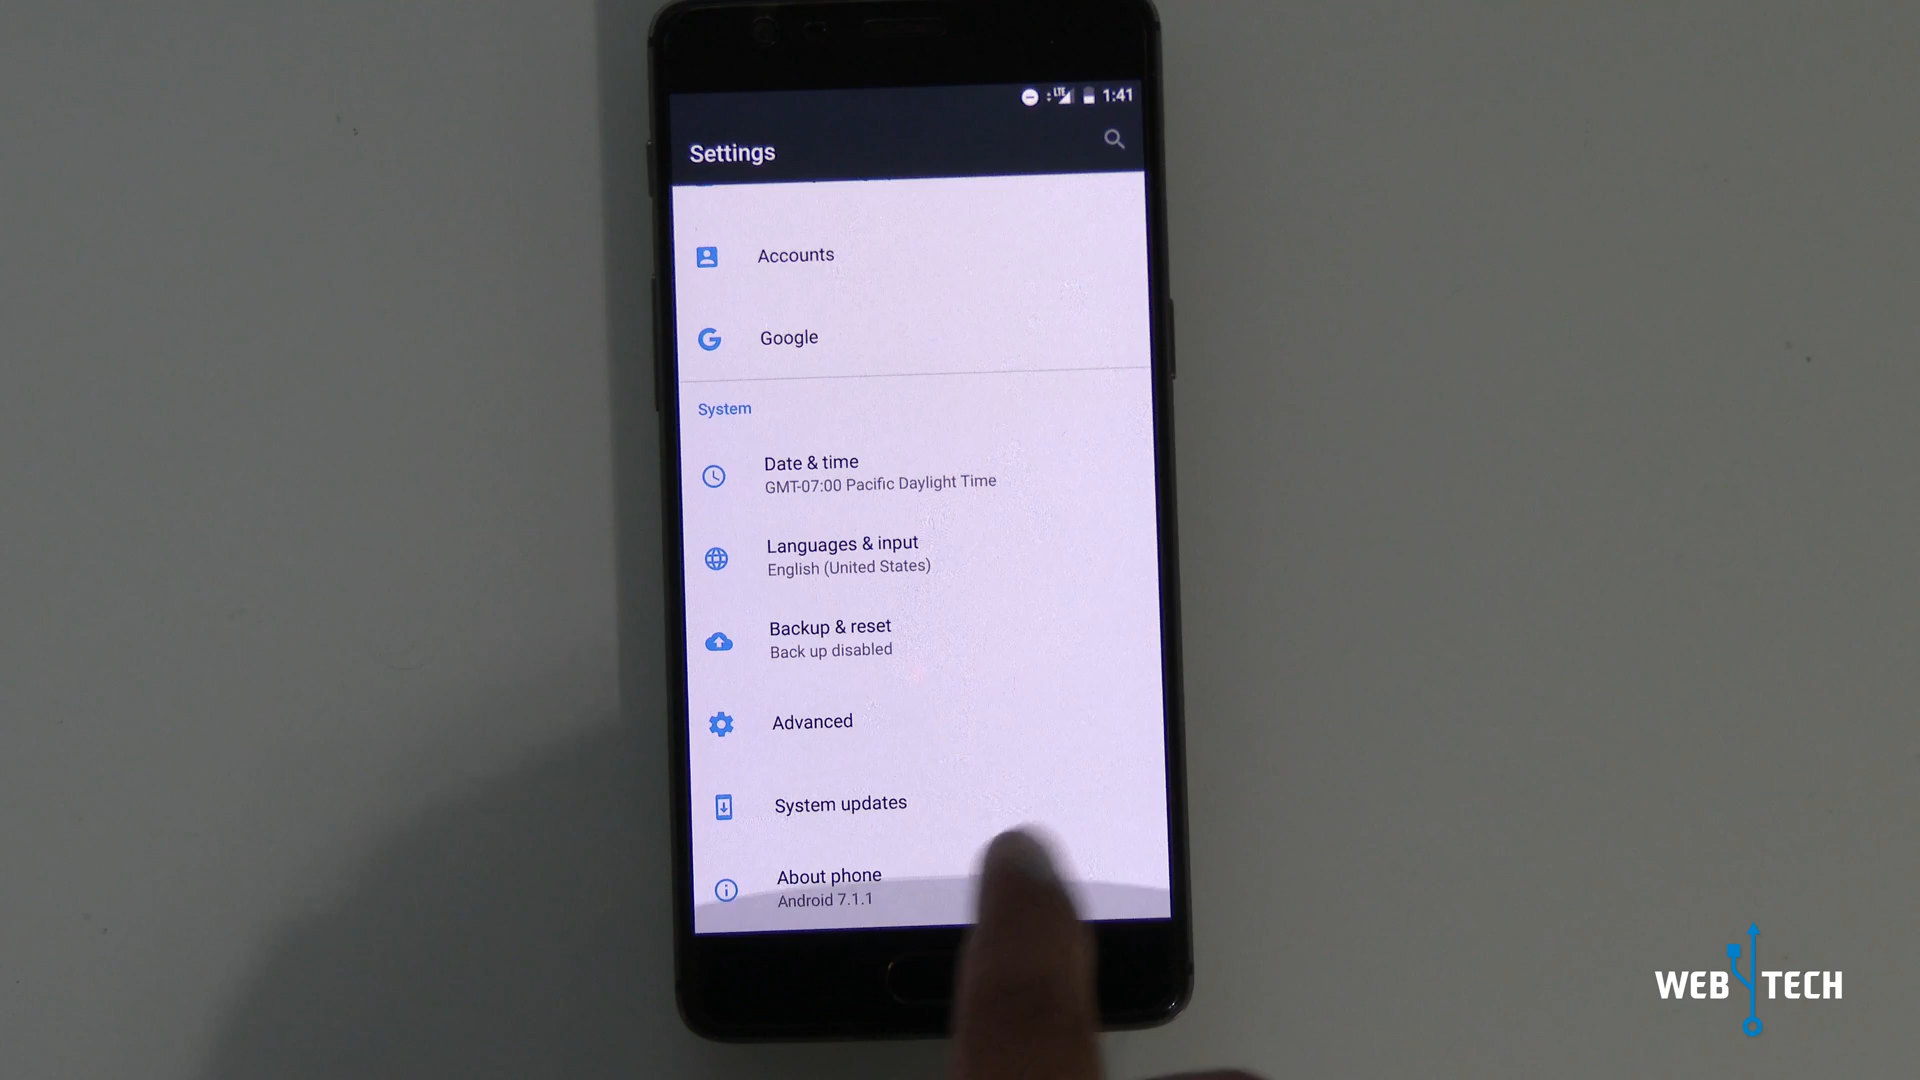 LTE 1:41
Settings
Accounts
Google
System
Date & time
GMT-07:00 Pacific Daylight Time
Languages & input
English (United States)
Backup & reset
Back up disabled
Advanced
System updates
About phone
Android 7.1.1
WEB TECH